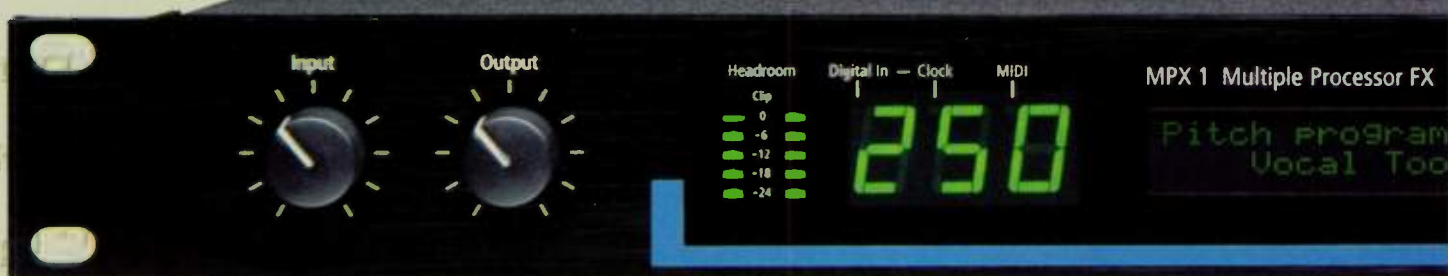 Input
Output
Headroom
Clip
0
-6
-12
-18
-24
Digital In — Clock
MIDI
250
MPX 1 Multiple Processor FX
Pitch program
Vocal Too